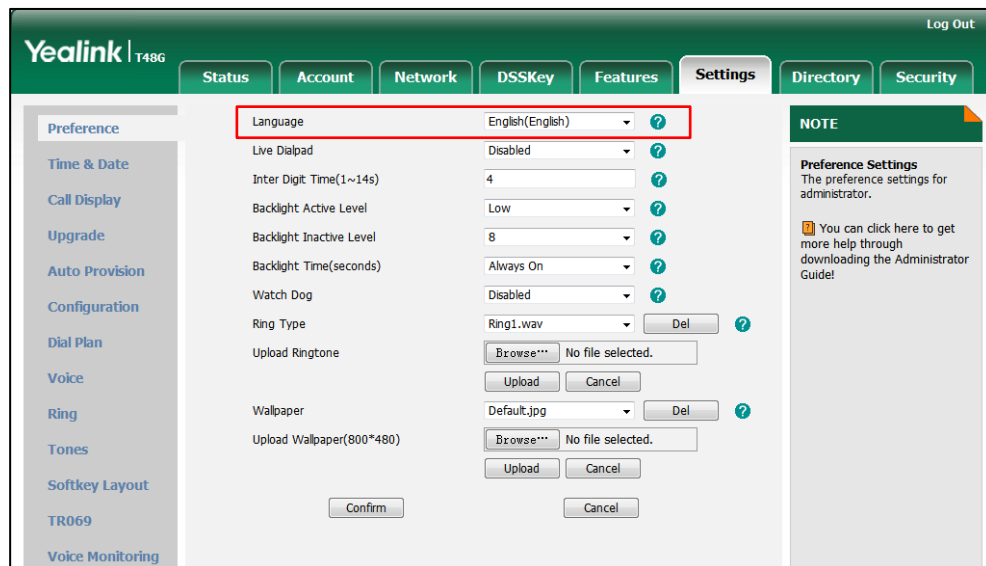 Log Out
Yealink T48G
Status Account Network DSSKey Features Settings Directory Security
Preference
Time & Date
Call Display
Upgrade
Auto Provision
Configuration
Dial Plan
Voice
Ring
Tones
Softkey Layout
TR069
Voice Monitoring
Language English(English) ?
Live Dialpad Disabled ?
Inter Digit Time(1~14s) 4 ?
Backlight Active Level Low ?
Backlight Inactive Level 8 ?
Backlight Time(seconds) Always On ?
Watch Dog Disabled ?
Ring Type Ring1.wav Del ?
Upload Ringtone Browse··· No file selected.
Upload Cancel
Wallpaper Default.jpg Del ?
Upload Wallpaper(800*480) Browse··· No file selected.
Upload Cancel
Confirm Cancel
NOTE
Preference Settings
The preference settings for
administrator.
? You can click here to get
more help through
downloading the Administrator
Guide!